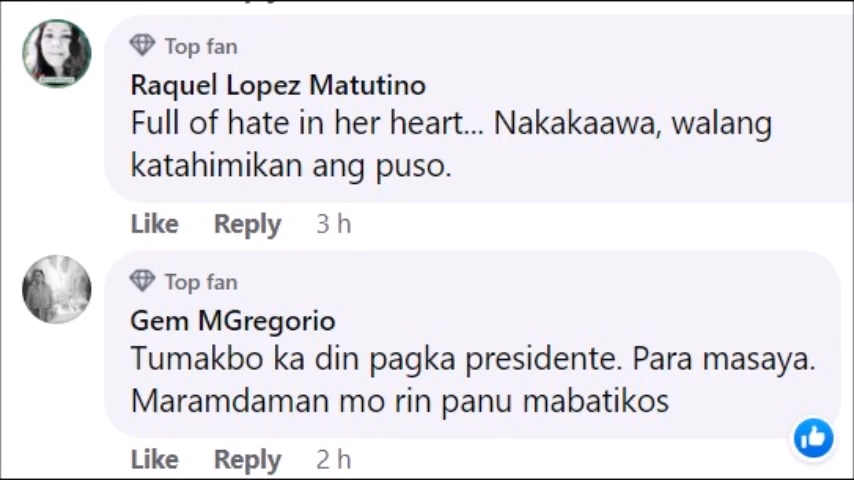 Top fan
Raquel Lopez Matutino
Full of hate in her heart... Nakakaawa, walang
katahimikan ang puso.
Like Reply 3 h
Top fan
Gem MGregorio
Tumakbo ka din pagka presidente. Para masaya.
Maramdaman mo rin panu mabatikos
Like Reply 2 h